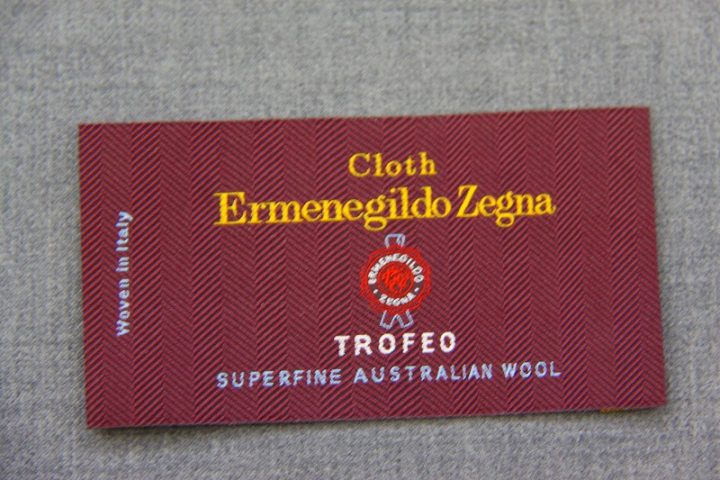 Cloth
Ermenegildo Zegna
ERMENEGILDO
ZEGNA
TROFEO
SUPERFINE AUSTRALIAN WOOL
Woven in Italy